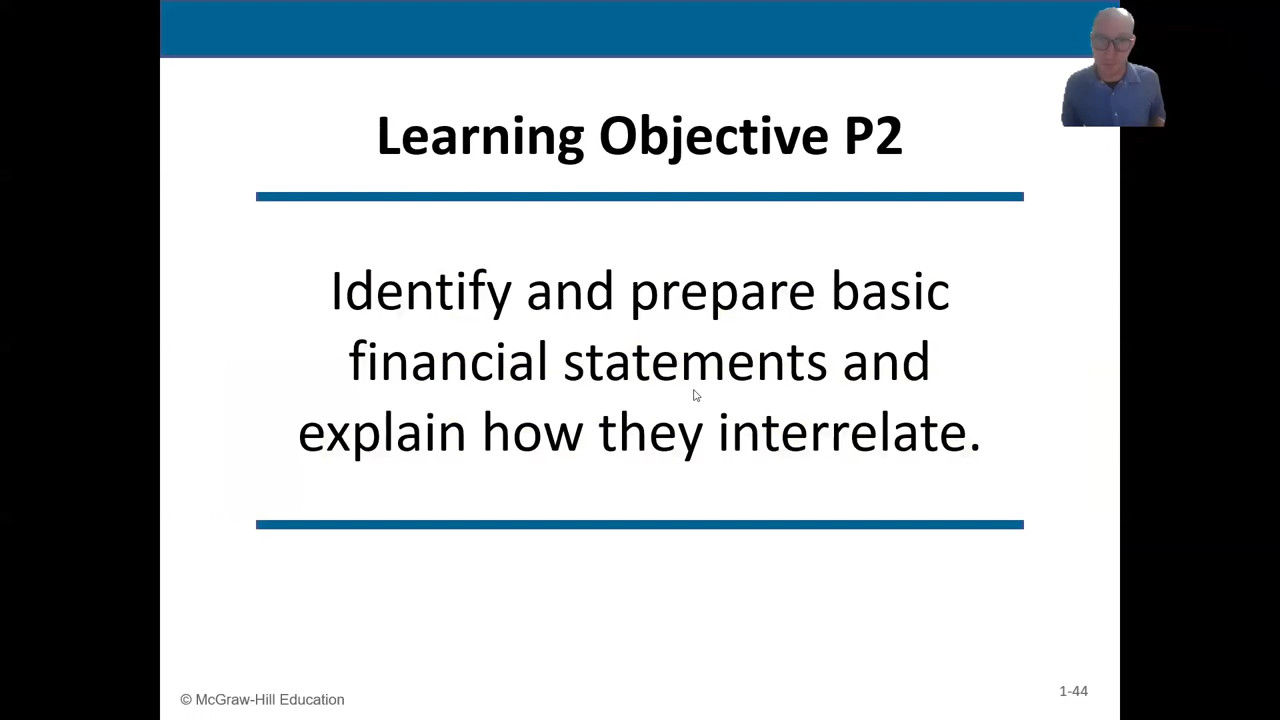 Learning Objective P2
Identify and prepare basic
financial statements and
explain how they interrelate.
© McGraw-Hill Education
1-44